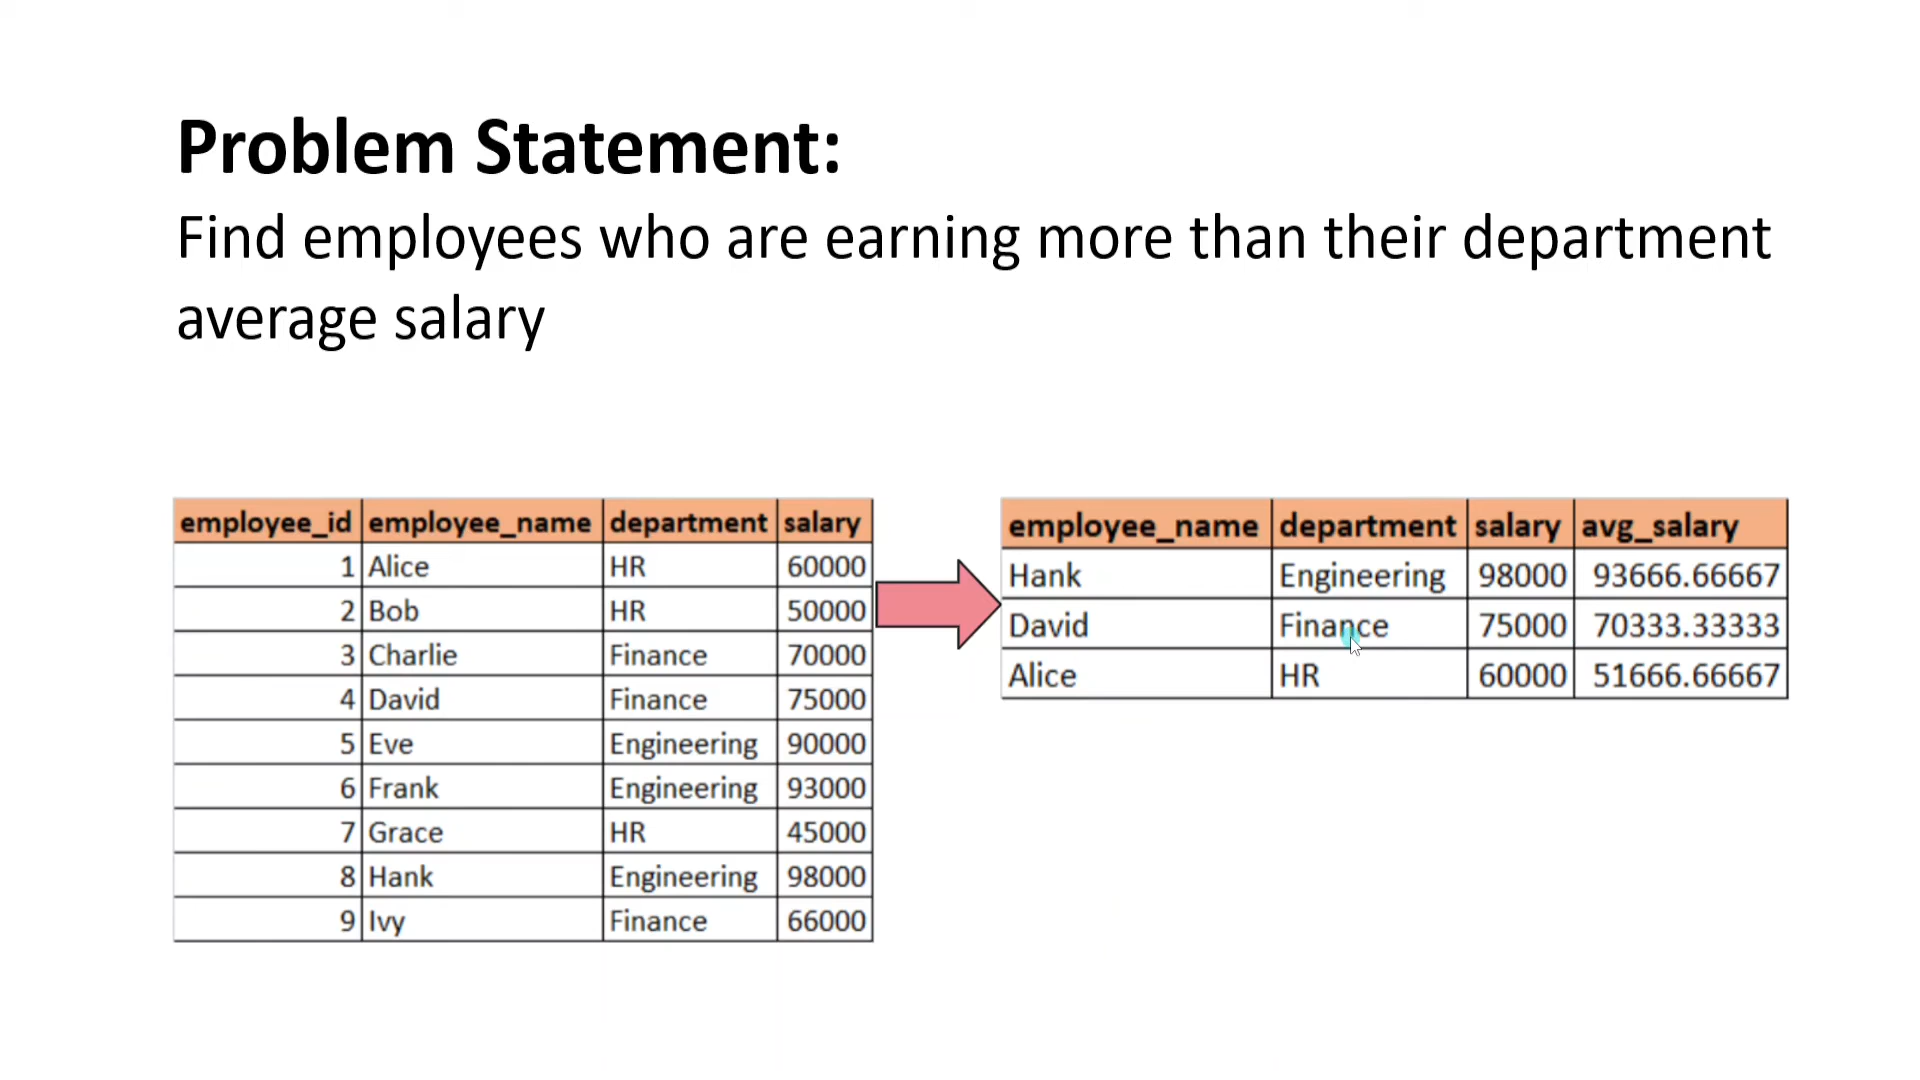 Problem Statement:
Find employees who are earning more than their department
average salary
employee_id employee_name department salary
1 Alice HR 60000
2 Bob HR 50000
3 Charlie Finance 70000
4 David Finance 75000
5 Eve Engineering 90000
6 Frank Engineering 93000
7 Grace HR 45000
8 Hank Engineering 98000
9 Ivy Finance 66000
employee_name department salary avg_salary
Hank Engineering 98000 93666.66667
David Finance 75000 70333.33333
Alice HR 60000 51666.66667